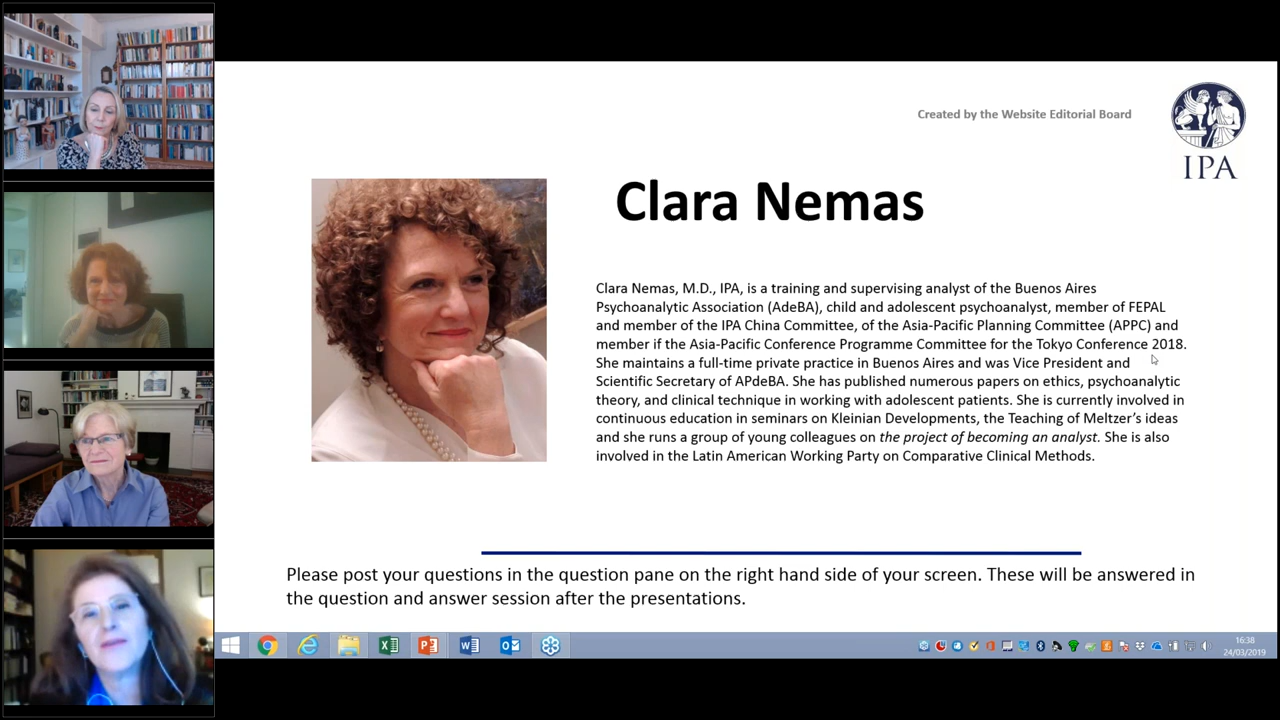 Created by the Website Editorial Board
IPA
Clara Nemas
Clara Nemas, M.D., IPA, is a training and supervising analyst of the Buenos Aires
Psychoanalytic Association (AdeBA), child and adolescent psychoanalyst, member of FEPAL
and member of the IPA China Committee, of the Asia-Pacific Planning Committee (APPC) and
member if the Asia-Pacific Conference Programme Committee for the Tokyo Conference 2018.
She maintains a full-time private practice in Buenos Aires and was Vice President and
Scientific Secretary of APdeBA. She has published numerous papers on ethics, psychoanalytic
theory, and clinical technique in working with adolescent patients. She is currently involved in
continuous education in seminars on Kleinian Developments, the Teaching of Meltzer's ideas
and she runs a group of young colleagues on the project of becoming an analyst. She is also
involved in the Latin American Working Party on Comparative Clinical Methods.
Please post your questions in the question pane on the right hand side of your screen. These will be answered in
the question and answer session after the presentations.
16:38
24/03/2019